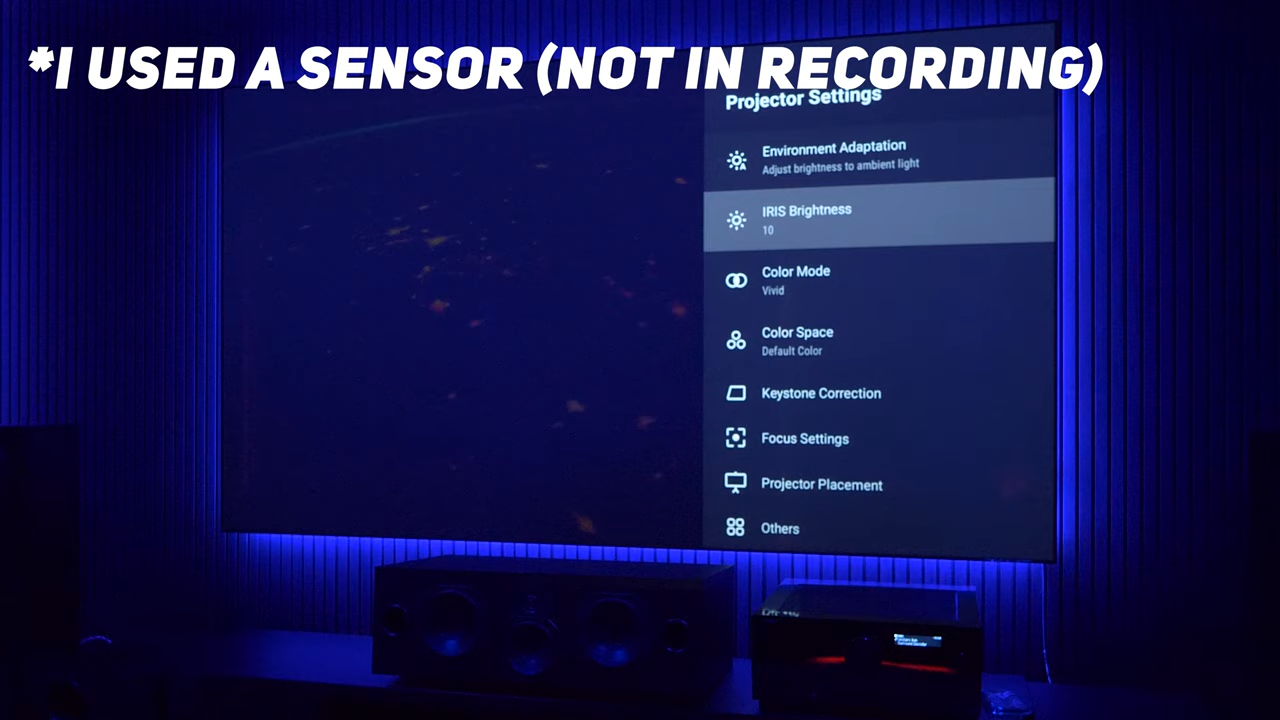 *I USED A SENSOR (NOT IN RECORDING)
Projector Settings
Environment Adaptation
Adjust brightness to ambient light
IRIS Brightness
10
Color Mode
Vivid
Color Space
Default Color
Keystone Correction
Focus Settings
Projector Placement
Others